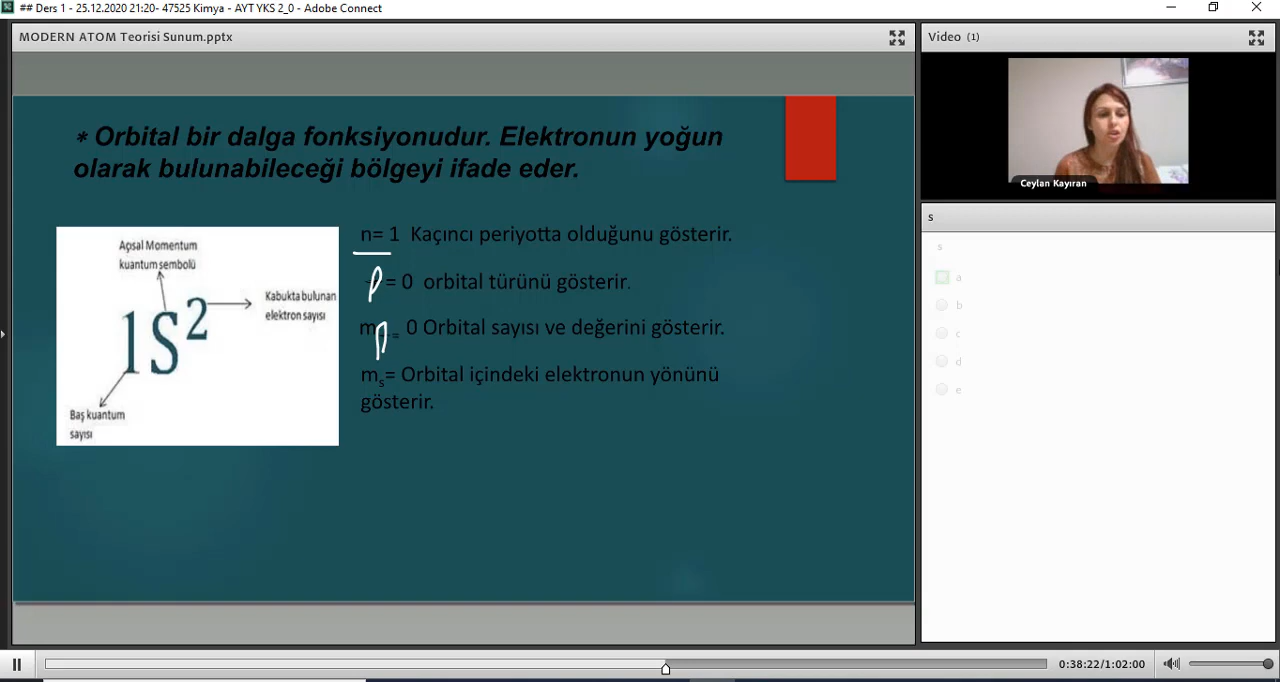 ## Ders 1 - 25.12.2020 21:20- 47525 Kimya - AYT YKS 2_0 - Adobe Connect
MODERN ATOM Teorisi Sunum.pptx
* Orbital bir dalga fonksiyonudur. Elektronun yoğun
olarak bulunabileceği bölgeyi ifade eder.
Açısal Momentum
kuantum sembolü
1S²
Kabukta bulunan
elektron sayısı
Baş kuantum
sayısı
n= 1 Kaçıncı periyotta olduğunu gösterir.
ℓ = 0 orbital türünü gösterir.
mℓ = 0 Orbital sayısı ve değerini gösterir.
ms= Orbital içindeki elektronun yönünü
gösterir.
Video (1)
Ceylan Kayıran
s
s
a
b
c
d
e
0:38:22/1:02:00